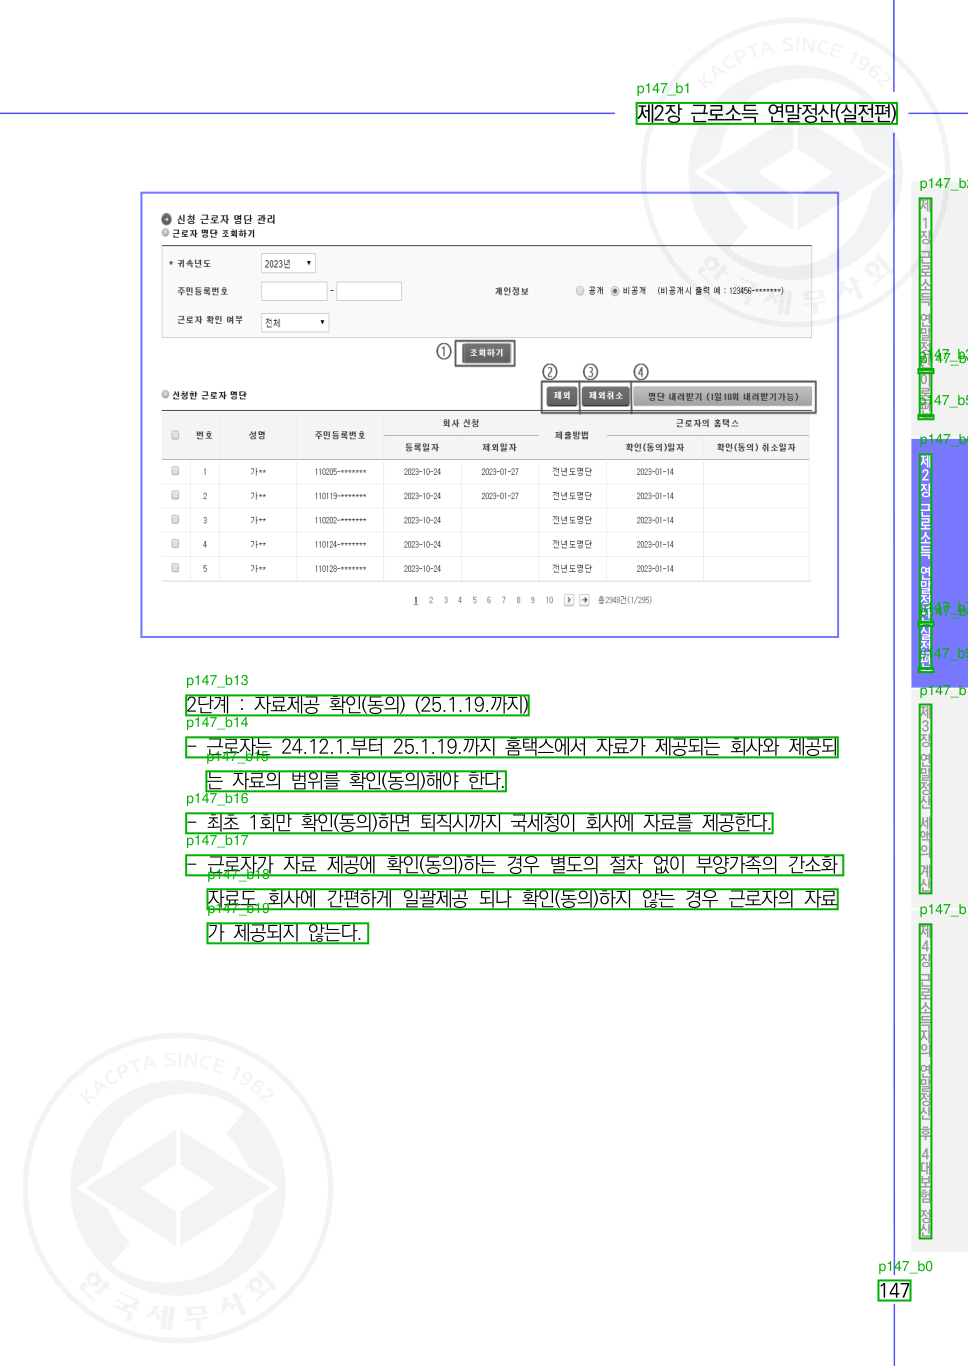 KACPTA SINCE 1962
한국세무사회
p147_b1
제2장 근로소득 연말정산(실전편)
신청 근로자 명단 관리
근로자 명단 조회하기
* 귀속년도 2023년
주민등록번호 - 개인정보 공개 비공개 (비공개시 출력 예 : 123456-*******)
근로자 확인 여부 전체
① 조회하기
② ③ ④
신청한 근로자 명단 제외 제외취소 명단 내려받기 (1일10회 내려받기가능)
번호 성명 주민등록번호 회사 신청 제출방법 근로자의 홈택스
등록일자 제외일자 확인(동의)일자 확인(동의) 취소일자
1 가** 110205-******* 2023-10-24 2023-01-27 전년도명단 2023-01-14
2 가** 110119-******* 2023-10-24 2023-01-27 전년도명단 2023-01-14
3 가** 110202-******* 2023-10-24 전년도명단 2023-01-14
4 가** 110124-******* 2023-10-24 전년도명단 2023-01-14
5 가** 110128-******* 2023-10-24 전년도명단 2023-01-14
1 2 3 4 5 6 7 8 9 10 총2948건(1/295)
p147_b13
2단계 : 자료제공 확인(동의) (25.1.19.까지)
p147_b14
- 근로자는 24.12.1.부터 25.1.19.까지 홈택스에서 자료가 제공되는 회사와 제공되
p147_b15
는 자료의 범위를 확인(동의)해야 한다.
p147_b16
- 최초 1회만 확인(동의)하면 퇴직시까지 국세청이 회사에 자료를 제공한다.
p147_b17
- 근로자가 자료 제공에 확인(동의)하는 경우 별도의 절차 없이 부양가족의 간소화
p147_b18
자료도 회사에 간편하게 일괄제공 되나 확인(동의)하지 않는 경우 근로자의 자료
p147_b19
가 제공되지 않는다.
제1장 근로소득 연말정산(이론편)
제2장 근로소득 연말정산(실전편)
제3장 연말정산 세액의 계산
제4장 근로소득자의 연말정산 후 4대보험 정산
KACPTA SINCE 1962
한국세무사회
p147_b0
147